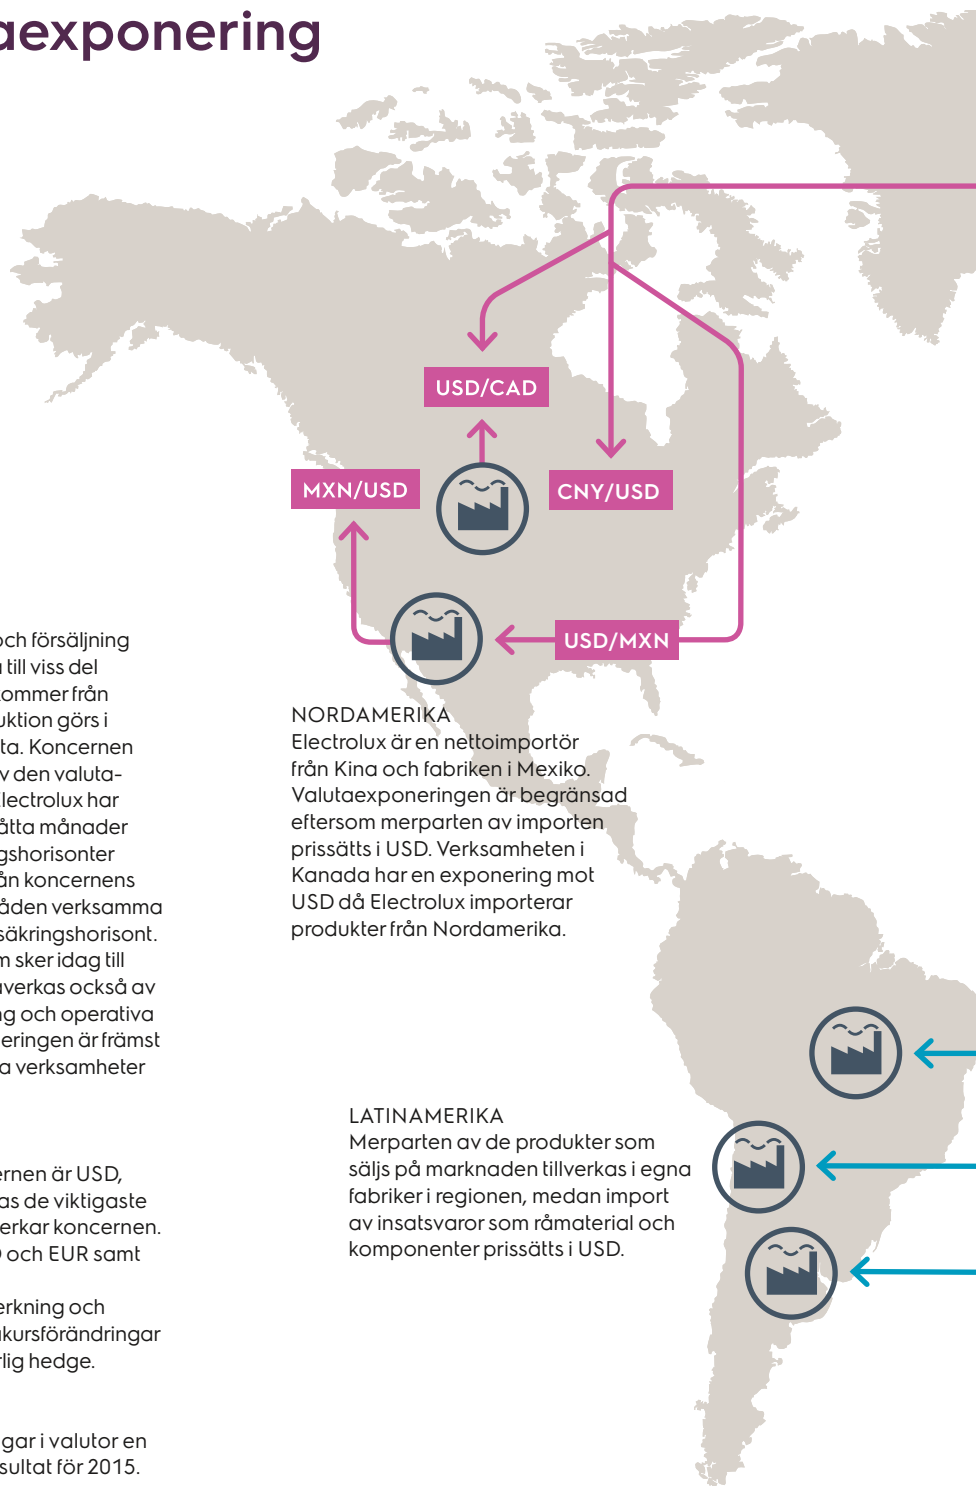 aexponering
USD/CAD
MXN/USD
CNY/USD
USD/MXN
och försäljning
till viss del
kommer från
uktion görs i
ta. Koncernen
v den valuta-
Electrolux har
åtta månader
gshorisonter
ån koncernens
råden verksamma
säkringshorisont.
m sker idag till
åverkas också av
ng och operativa
eringen är främst
a verksamheter
NORDAMERIKA
Electrolux är en nettoimportör
från Kina och fabriken i Mexiko.
Valutaexponeringen är begränsad
eftersom merparten av importen
prissätts i USD. Verksamheten i
Kanada har en exponering mot
USD då Electrolux importerar
produkter från Nordamerika.
LATINAMERIKA
Merparten av de produkter som
säljs på marknaden tillverkas i egna
fabriker i regionen, medan import
av insatsvaror som råmaterial och
komponenter prissätts i USD.
ernen är USD,
as de viktigaste
erkar koncernen.
och EUR samt
erkning och
akursförändringar
rlig hedge.
gar i valutor en
sultat för 2015.